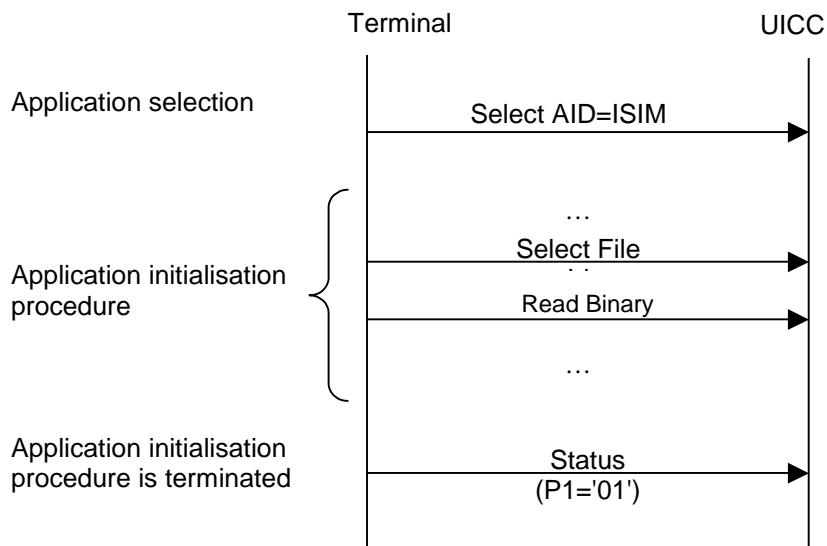 Terminal
UICC
Application selection
Select AID=ISIM
…
Select File
Application initialisation
procedure
Read Binary
…
Application initialisation
procedure is terminated
Status
(P1='01')